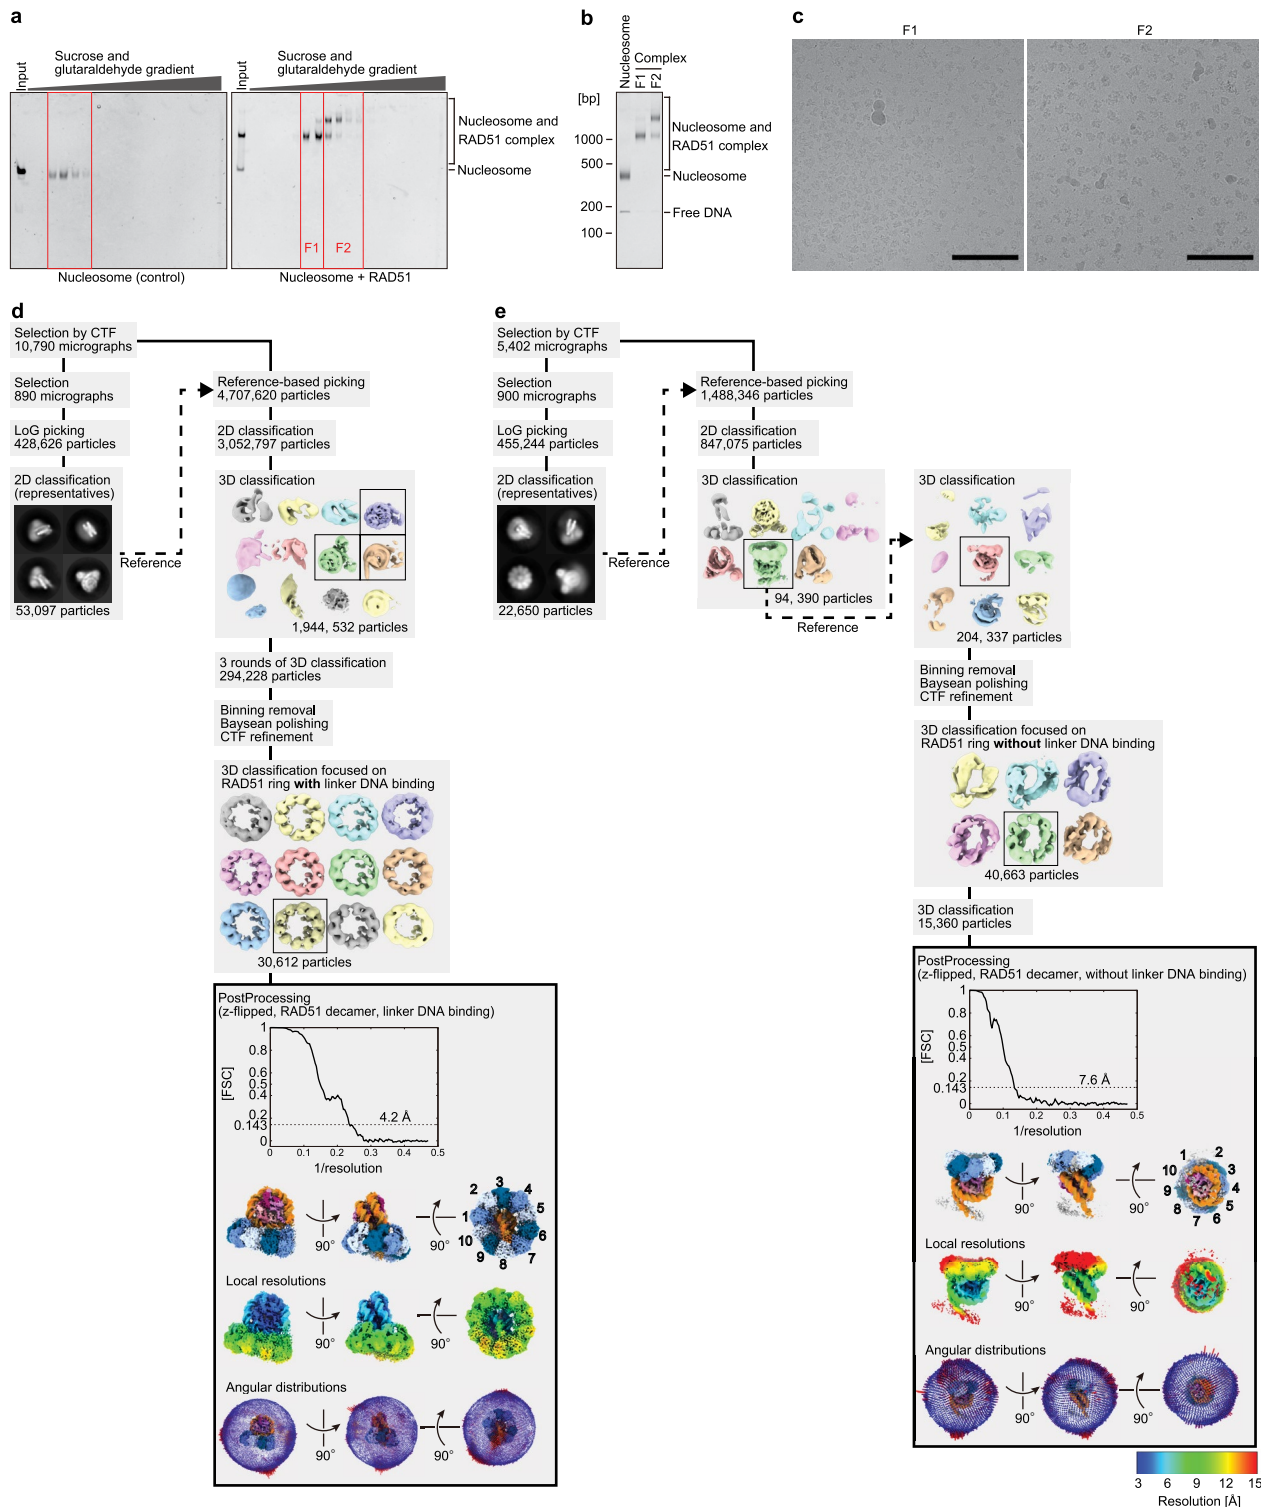 a
Sucrose and
glutaraldehyde gradient
Input
Sucrose and
glutaraldehyde gradient
Input
Nucleosome and
RAD51 complex
Nucleosome
F1
F2
Nucleosome (control)
Nucleosome + RAD51
b
Nucleosome
Complex
F1
F2
[bp]
1000
500
200
100
Nucleosome and
RAD51 complex
Nucleosome
Free DNA
c
F1
F2
d
Selection by CTF
10,790 micrographs
Selection
890 micrographs
LoG picking
428,626 particles
2D classification
(representatives)
53,097 particles
Reference
Reference-based picking
4,707,620 particles
2D classification
3,052,797 particles
3D classification
1,944, 532 particles
3 rounds of 3D classification
294,228 particles
Binning removal
Baysean polishing
CTF refinement
3D classification focused on
RAD51 ring with linker DNA binding
30,612 particles
PostProcessing
(z-flipped, RAD51 decamer, linker DNA binding)
[FSC]
1
0.8
0.6
0.5
0.4
0.2
0.143
0
4.2 Å
0
0.1
0.2
0.3
0.4
0.5
1/resolution
90°
90°
1
2
3
4
5
6
7
8
9
10
Local resolutions
90°
90°
Angular distributions
90°
90°
e
Selection by CTF
5,402 micrographs
Selection
900 micrographs
LoG picking
455,244 particles
2D classification
(representatives)
22,650 particles
Reference
Reference-based picking
1,488,346 particles
2D classification
847,075 particles
3D classification
94, 390 particles
Reference
3D classification
204, 337 particles
Binning removal
Baysean polishing
CTF refinement
3D classification focused on
RAD51 ring without linker DNA binding
40,663 particles
3D classification
15,360 particles
PostProcessing
(z-flipped, RAD51 decamer, without linker DNA binding)
[FSC]
1
0.8
0.6
0.5
0.4
0.2
0.143
0
7.6 Å
0
0.1
0.2
0.3
0.4
0.5
1/resolution
90°
90°
1
2
3
4
5
6
7
8
9
10
Local resolutions
90°
90°
Angular distributions
90°
90°
3 6 9 12 15
Resolution [Å]